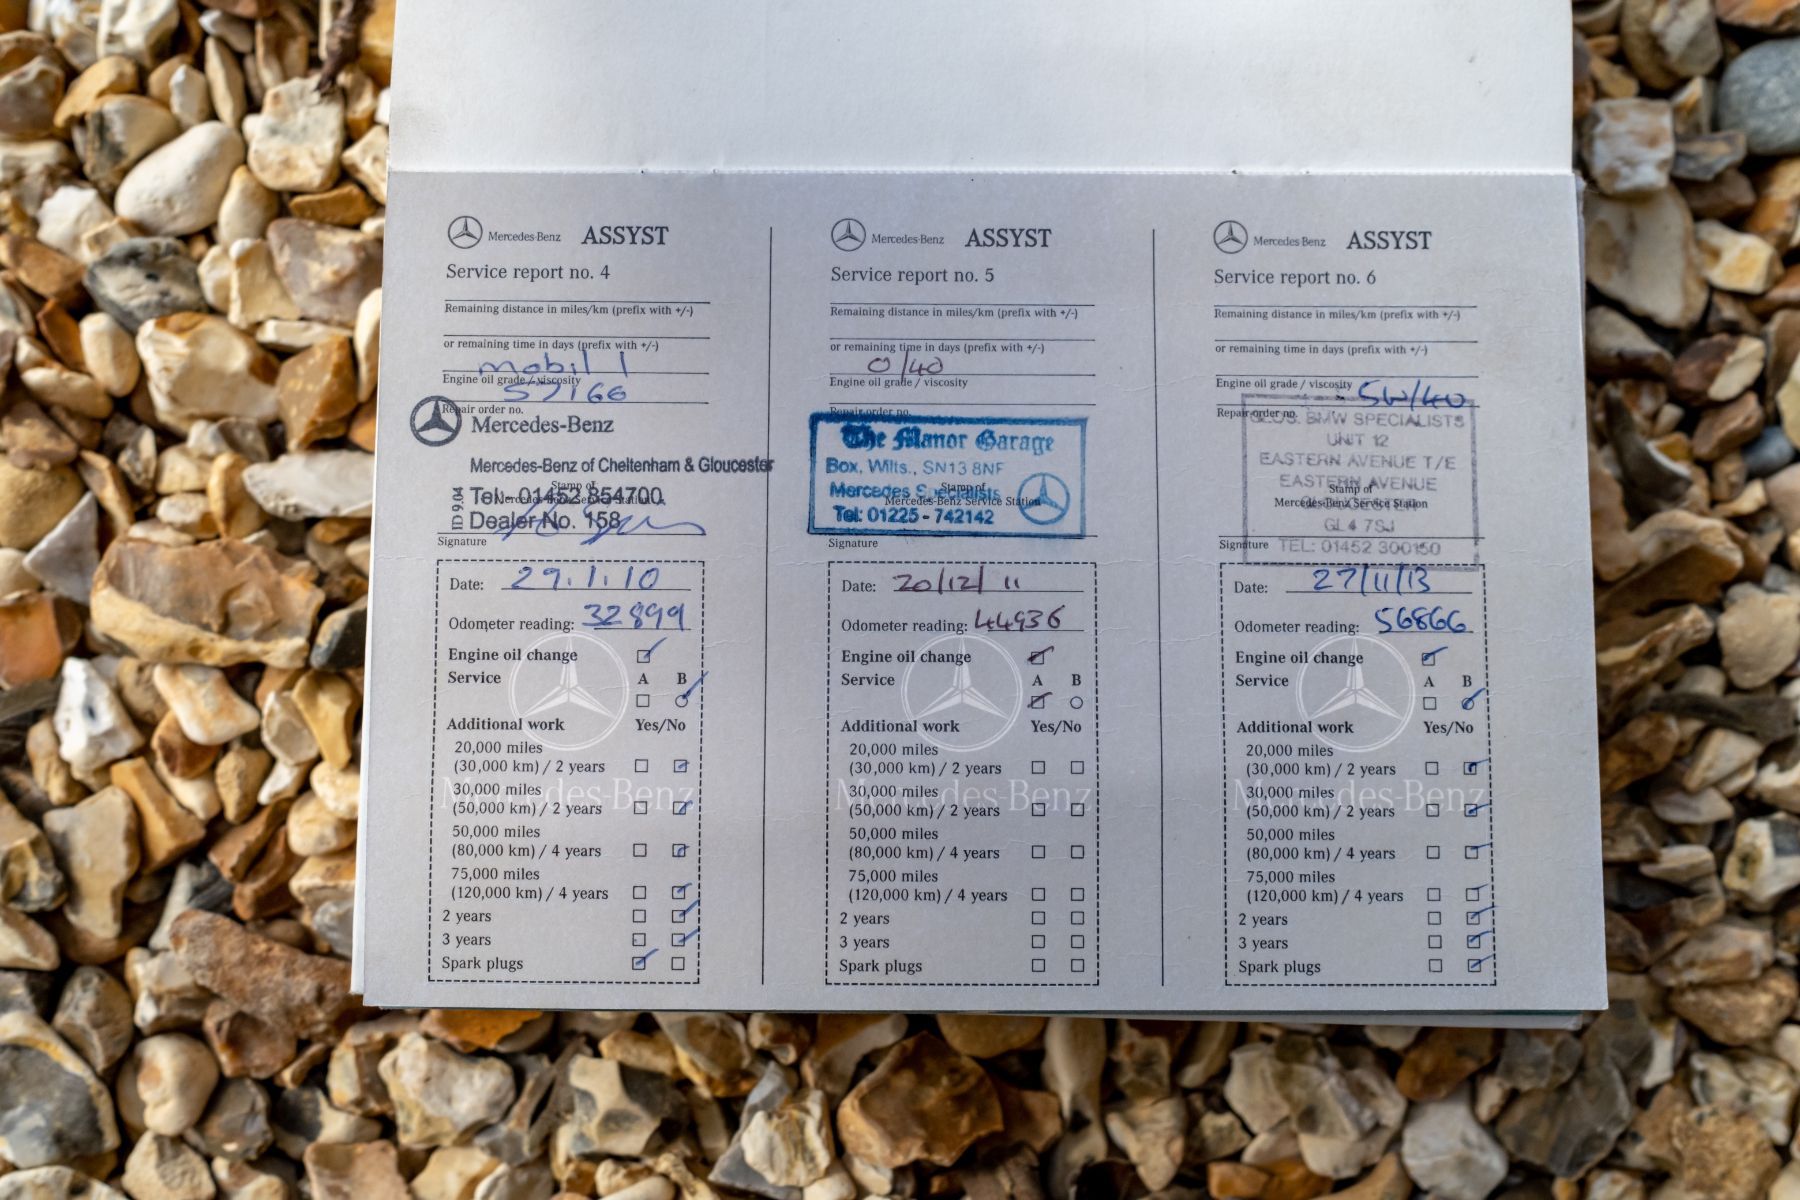 Mercedes-Benz ASSYST
Service report no. 4
Remaining distance in miles/km (prefix with +/-)
or remaining time in days (prefix with +/-)
mobil 1
Engine oil grade / viscosity
57166
Repair order no.
Mercedes-Benz
Mercedes-Benz of Cheltenham & Gloucester
Stamp of
Tel - 01452 854700
Mercedes-Benz Service Station
ID 9.04
Dealer No. 158
Signature
Date: 29.1.10
Odometer reading: 32899
Engine oil change
Service A B
Additional work Yes/No
20,000 miles
(30,000 km) / 2 years
30,000 miles
(50,000 km) / 2 years
50,000 miles
(80,000 km) / 4 years
75,000 miles
(120,000 km) / 4 years
2 years
3 years
Spark plugs
Mercedes-Benz
Mercedes-Benz ASSYST
Service report no. 5
Remaining distance in miles/km (prefix with +/-)
or remaining time in days (prefix with +/-)
0/40
Engine oil grade / viscosity
Repair order no.
The Manor Garage
Box, Wilts., SN13 8NF
Stamp of
Mercedes Specialists
Mercedes-Benz Service Station
Tel: 01225 - 742142
Signature
Date: 20/12/11
Odometer reading: 44936
Engine oil change
Service A B
Additional work Yes/No
20,000 miles
(30,000 km) / 2 years
30,000 miles
(50,000 km) / 2 years
50,000 miles
(80,000 km) / 4 years
75,000 miles
(120,000 km) / 4 years
2 years
3 years
Spark plugs
Mercedes-Benz
Mercedes-Benz ASSYST
Service report no. 6
Remaining distance in miles/km (prefix with +/-)
or remaining time in days (prefix with +/-)
Engine oil grade / viscosity 5W/40
Repair order no.
GLOS. BMW SPECIALISTS
UNIT 12
EASTERN AVENUE T/E
EASTERN AVENUE
Stamp of
Mercedes-Benz Service Station
GL4 7SJ
Signature
TEL: 01452 300150
Date: 27/11/13
Odometer reading: 56866
Engine oil change
Service A B
Additional work Yes/No
20,000 miles
(30,000 km) / 2 years
30,000 miles
(50,000 km) / 2 years
50,000 miles
(80,000 km) / 4 years
75,000 miles
(120,000 km) / 4 years
2 years
3 years
Spark plugs
Mercedes-Benz